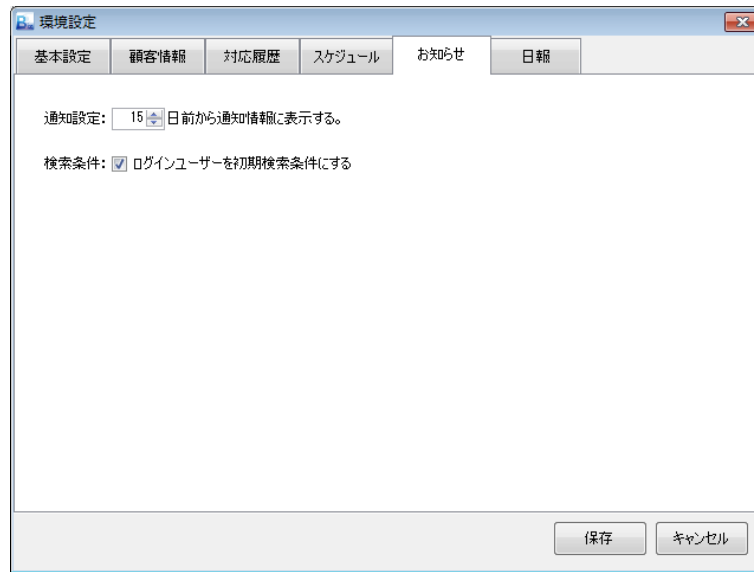 環境設定
基本設定 顧客情報 対応履歴 スケジュール お知らせ 日報
通知設定: 15 日前から通知情報に表示する。
検索条件: ログインユーザーを初期検索条件にする
保存 キャンセル